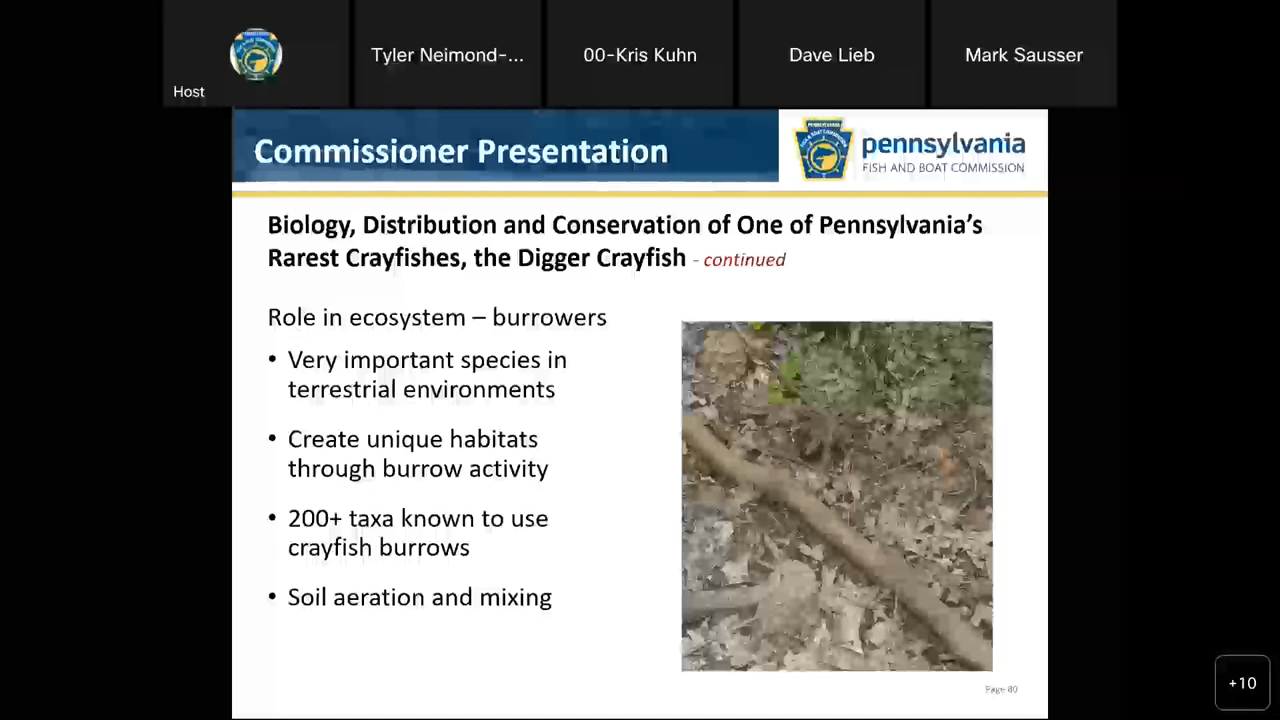 Host
Tyler Neimond-...
00-Kris Kuhn
Dave Lieb
Mark Sausser
Commissioner Presentation
pennsylvania
FISH AND BOAT COMMISSION
Biology, Distribution and Conservation of One of Pennsylvania's
Rarest Crayfishes, the Digger Crayfish - continued
Role in ecosystem – burrowers
• Very important species in
terrestrial environments
• Create unique habitats
through burrow activity
• 200+ taxa known to use
crayfish burrows
• Soil aeration and mixing
Page 80
+10